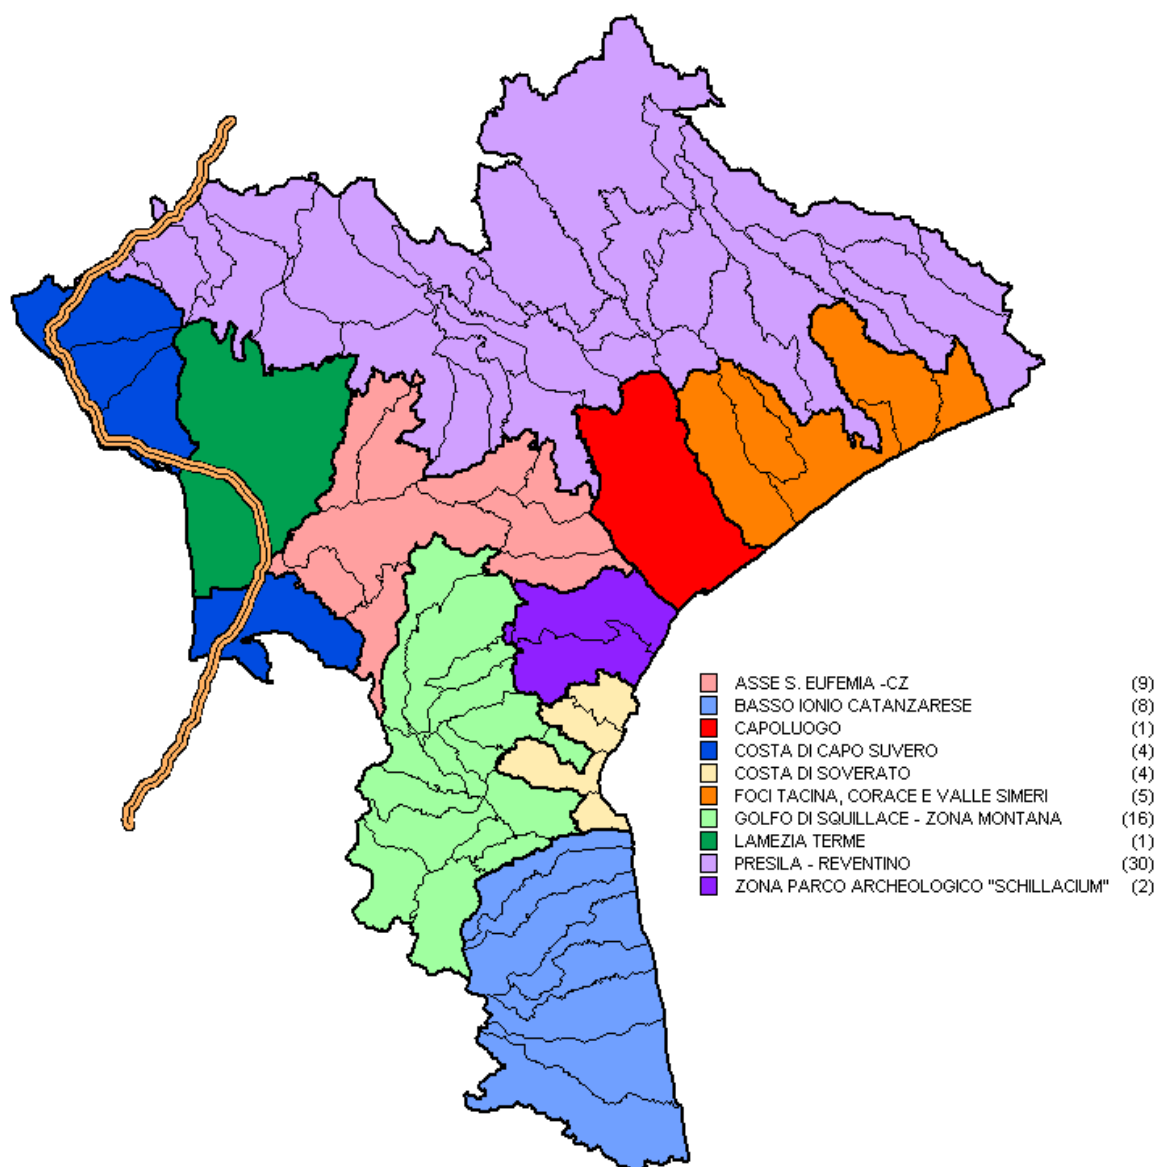 ASSE S. EUFEMIA -CZ (9)
BASSO IONIO CATANZARESE (8)
CAPOLUOGO (1)
COSTA DI CAPO SUVERO (4)
COSTA DI SOVERATO (4)
FOCI TACINA, CORACE E VALLE SIMERI (5)
GOLFO DI SQUILLACE - ZONA MONTANA (16)
LAMEZIA TERME (1)
PRESILA - REVENTINO (30)
ZONA PARCO ARCHEOLOGICO "SCHILLACIUM" (2)